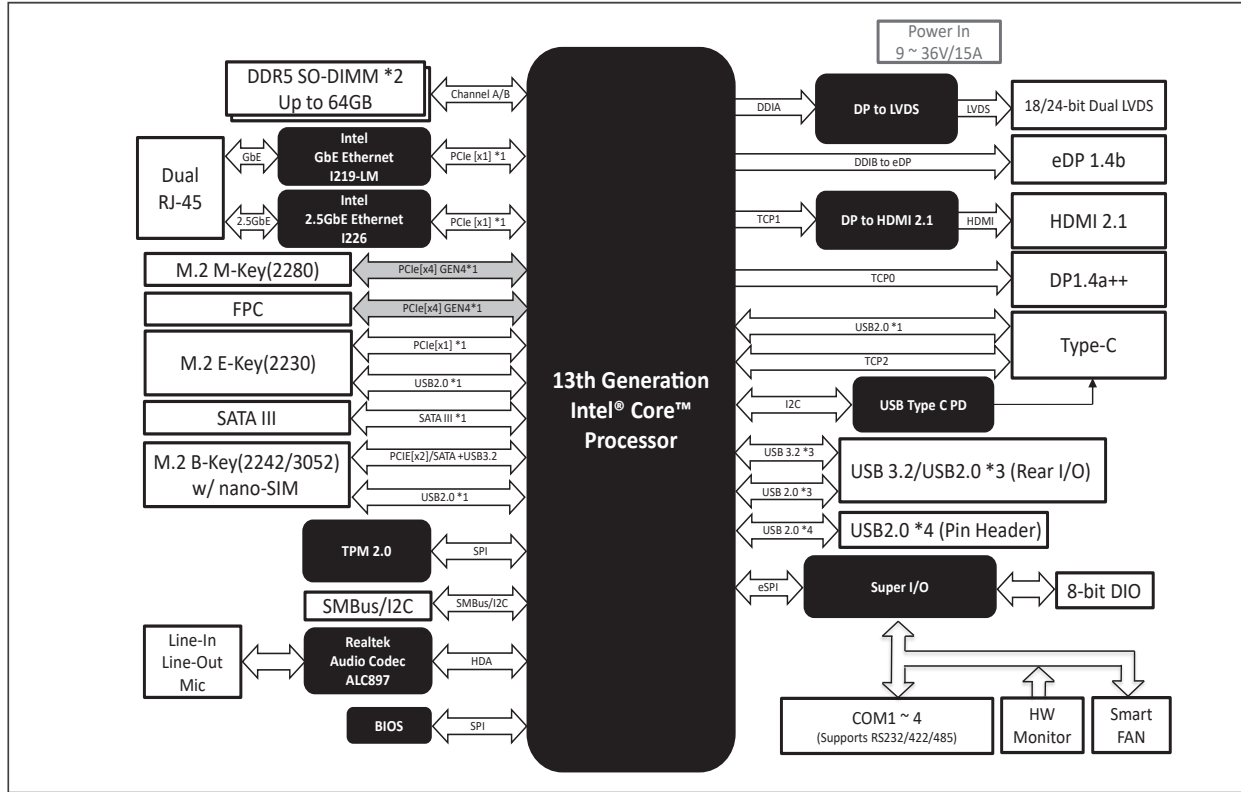 Power In
9 ~ 36V/15A
DDR5 SO-DIMM *2
Up to 64GB
Channel A/B
Dual
RJ-45
GbE
Intel
GbE Ethernet
I219-LM
PCIe [x1] *1
2.5GbE
Intel
2.5GbE Ethernet
I226
PCIe [x1] *1
M.2 M-Key(2280)
PCIe[x4] GEN4*1
FPC
PCIe[x4] GEN4*1
M.2 E-Key(2230)
PCIe[x1] *1
USB2.0 *1
SATA III
SATA III *1
M.2 B-Key(2242/3052)
w/ nano-SIM
PCIE[x2]/SATA +USB3.2
USB2.0 *1
TPM 2.0
SPI
SMBus/I2C
SMBus/I2C
Line-In
Line-Out
Mic
Realtek
Audio Codec
ALC897
HDA
BIOS
SPI
13th Generation
Intel® Core™
Processor
DDIA
DP to LVDS
LVDS
18/24-bit Dual LVDS
DDIB to eDP
eDP 1.4b
TCP1
DP to HDMI 2.1
HDMI
HDMI 2.1
TCP0
DP1.4a++
USB2.0 *1
TCP2
Type-C
I2C
USB Type C PD
USB 3.2 *3
USB 2.0 *3
USB 3.2/USB2.0 *3 (Rear I/O)
USB 2.0 *4
USB2.0 *4 (Pin Header)
eSPI
Super I/O
8-bit DIO
COM1 ~ 4
(Supports RS232/422/485)
HW
Monitor
Smart
FAN